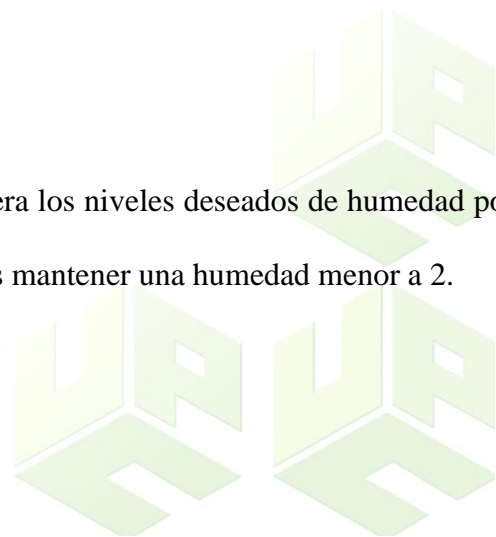 era los niveles deseados de humedad po
s mantener una humedad menor a 2.